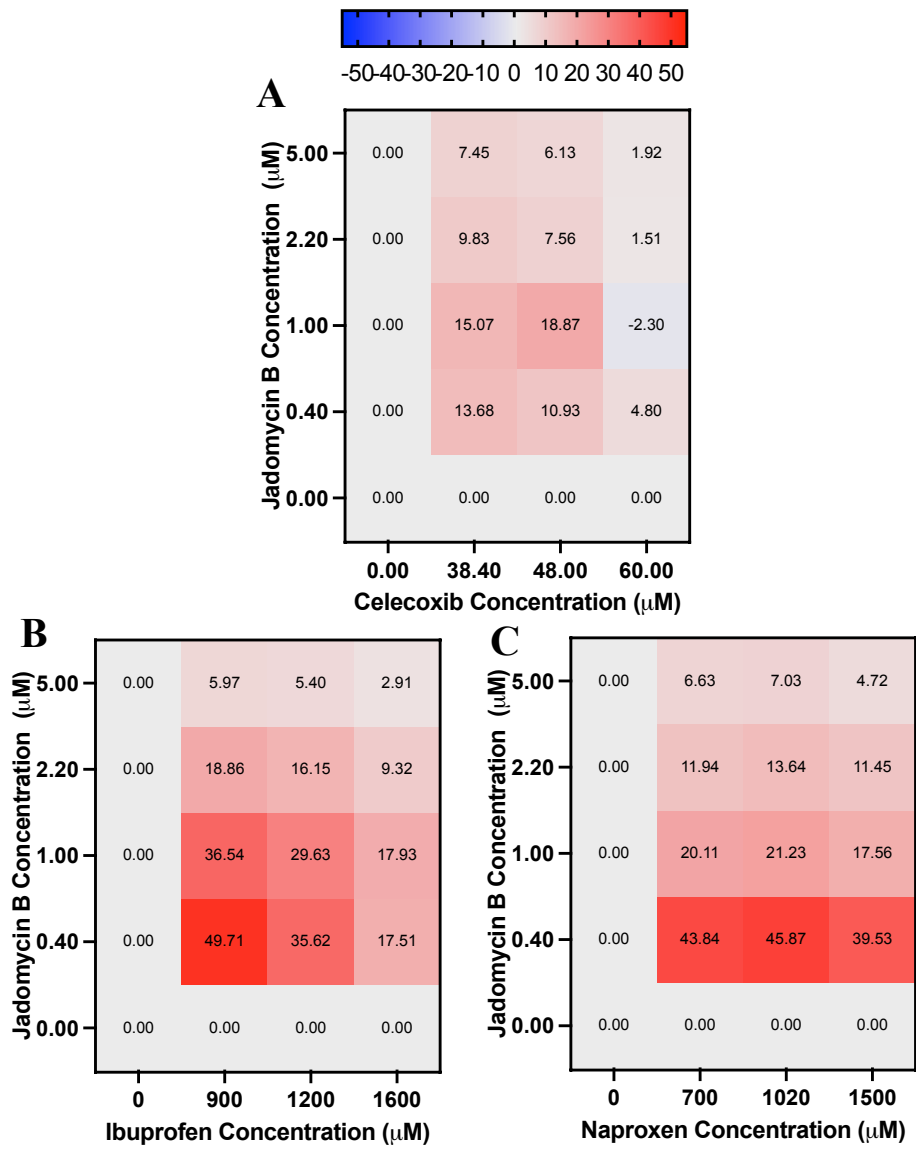 -50-40-30-20-10 0 10 20 30 40 50
A
Jadomycin B Concentration (μM)
5.00 0.00 7.45 6.13 1.92
2.20 0.00 9.83 7.56 1.51
1.00 0.00 15.07 18.87 -2.30
0.40 0.00 13.68 10.93 4.80
0.00 0.00 0.00 0.00 0.00
0.00 38.40 48.00 60.00
Celecoxib Concentration (μM)
B
Jadomycin B Concentration (μM)
5.00 0.00 5.97 5.40 2.91
2.20 0.00 18.86 16.15 9.32
1.00 0.00 36.54 29.63 17.93
0.40 0.00 49.71 35.62 17.51
0.00 0.00 0.00 0.00 0.00
0 900 1200 1600
Ibuprofen Concentration (μM)
C
Jadomycin B Concentration (μM)
5.00 0.00 6.63 7.03 4.72
2.20 0.00 11.94 13.64 11.45
1.00 0.00 20.11 21.23 17.56
0.40 0.00 43.84 45.87 39.53
0.00 0.00 0.00 0.00 0.00
0 700 1020 1500
Naproxen Concentration (μM)